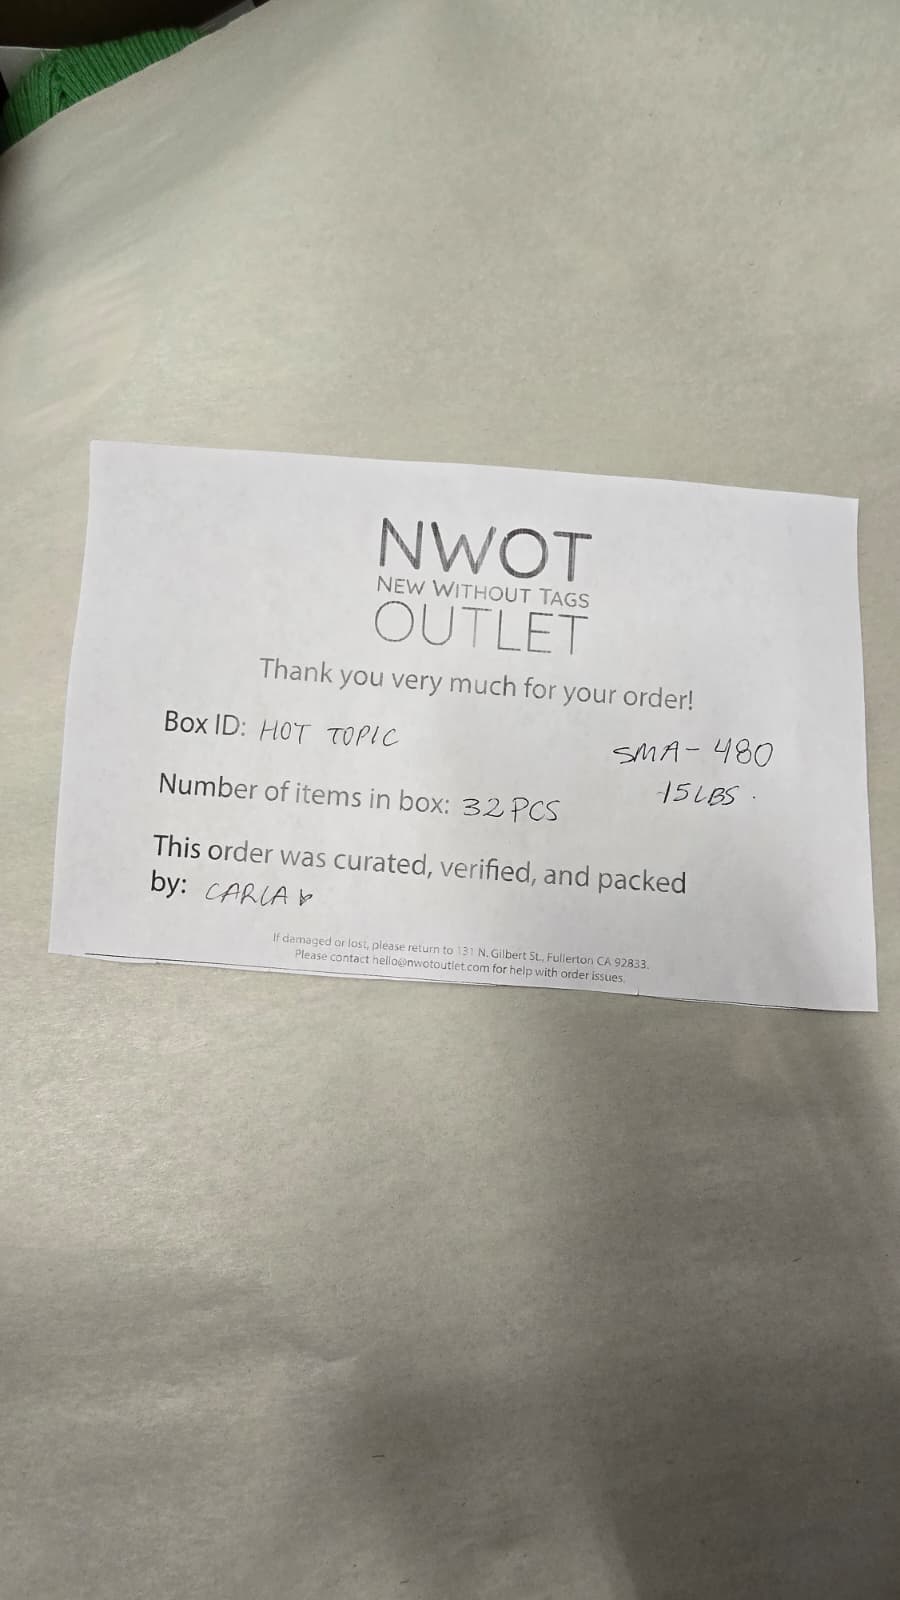 NWOT
NEW WITHOUT TAGS
OUTLET
Thank you very much for your order!
Box ID: HOT TOPIC
SMA-480
Number of items in box: 32 PCS
15 LBS.
This order was curated, verified, and packed
by: CARLA
If damaged or lost, please return to 131 N. Gilbert St., Fullerton CA 92833.
Please contact hello@nwotoutlet.com for help with order issues.